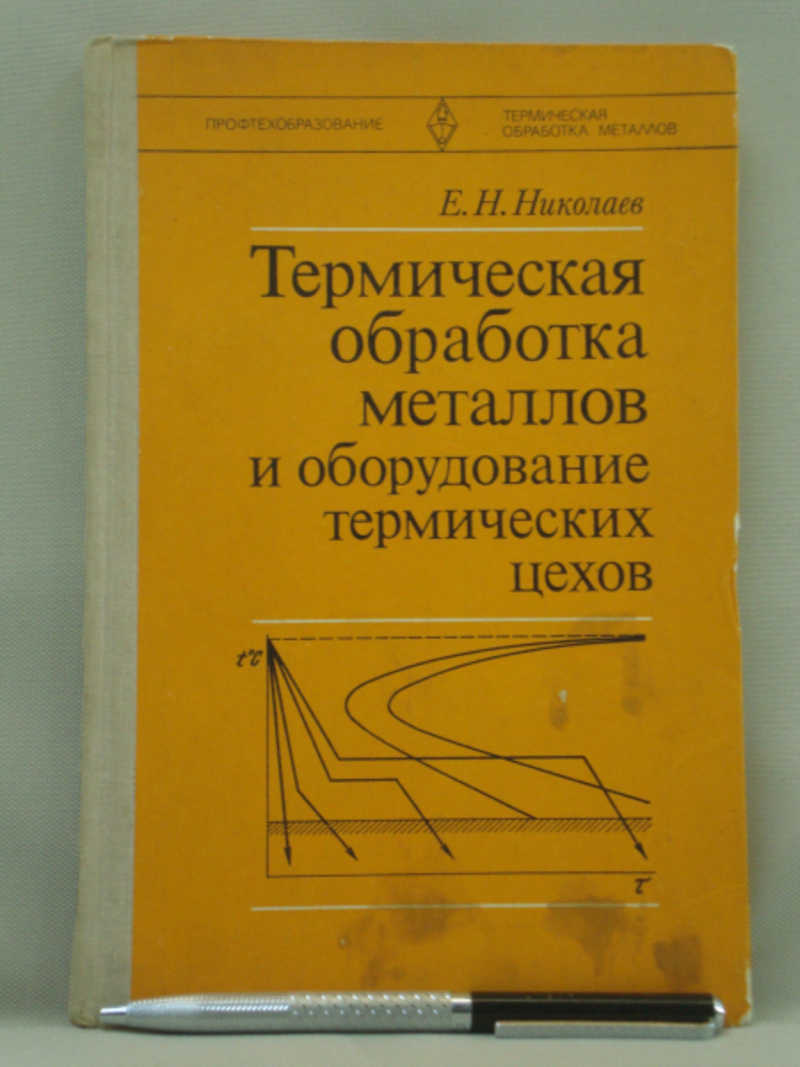 ПРОФТЕХОБРАЗОВАНИЕ
ТЕРМИЧЕСКАЯ
ОБРАБОТКА МЕТАЛЛОВ
Е. Н. Николаев
Термическая
обработка
металлов
и оборудование
термических
цехов
t°C
τ